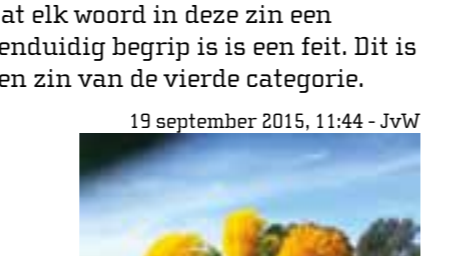 at elk woord in deze zin een
enduidig begrip is is een feit. Dit is
en zin van de vierde categorie.
19 september 2015, 11:44 - JvW